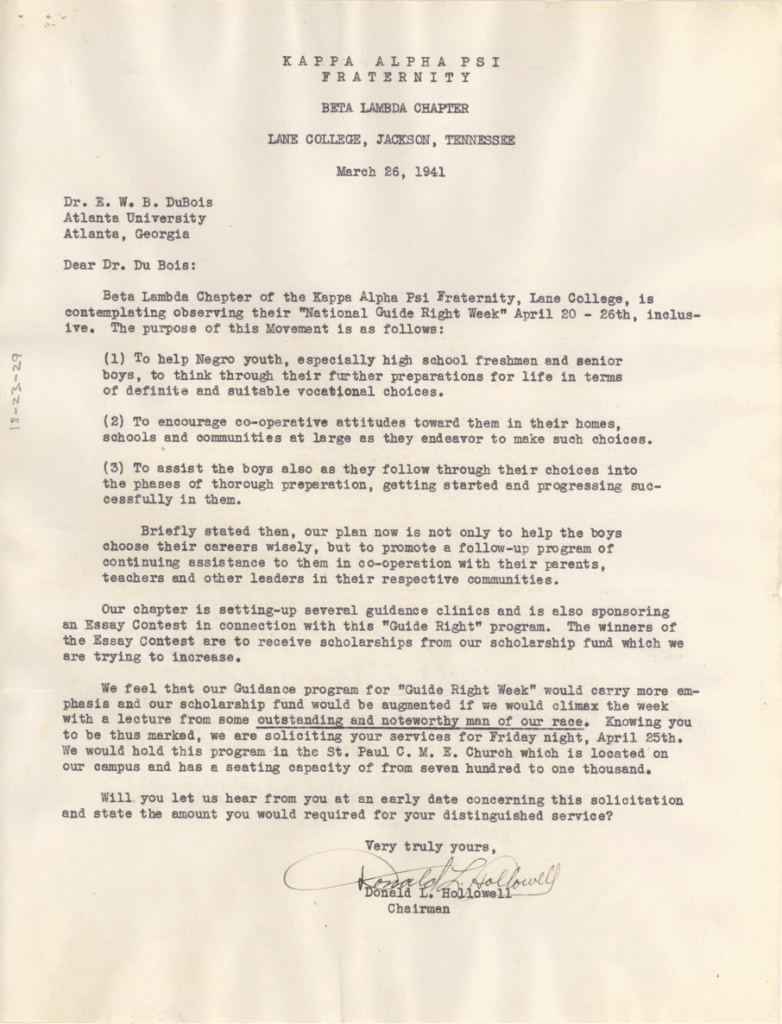 KAPPA ALPHA PSI
FRATERNITY
BETA LAMBDA CHAPTER
LANE COLLEGE, JACKSON, TENNESSEE
March 26, 1941
Dr. E. W. B. DuBois
Atlanta University
Atlanta, Georgia
Dear Dr. Du Bois:
Beta Lambda Chapter of the Kappa Alpha Psi Fraternity, Lane College, is
contemplating observing their "National Guide Right Week" April 20 - 26th, inclus-
ive. The purpose of this Movement is as follows:
(1) To help Negro youth, especially high school freshmen and senior
boys, to think through their further preparations for life in terms
of definite and suitable vocational choices.
(2) To encourage co-operative attitudes toward them in their homes,
schools and communities at large as they endeavor to make such choices.
(3) To assist the boys also as they follow through their choices into
the phases of thorough preparation, getting started and progressing suc-
cessfully in them.
Briefly stated then, our plan now is not only to help the boys
choose their careers wisely, but to promote a follow-up program of
continuing assistance to them in co-operation with their parents,
teachers and other leaders in their respective communities.
Our chapter is setting-up several guidance clinics and is also sponsoring
an Essay Contest in connection with this "Guide Right" program. The winners of
the Essay Contest are to receive scholarships from our scholarship fund which we
are trying to increase.
We feel that our Guidance program for "Guide Right Week" would carry more em-
phasis and our scholarship fund would be augmented if we would climax the week
with a lecture from some outstanding and noteworthy man of our race. Knowing you
to be thus marked, we are soliciting your services for Friday night, April 25th.
We would hold this program in the St. Paul C. M. E. Church which is located on
our campus and has a seating capacity of from seven hundred to one thousand.
Will you let us hear from you at an early date concerning this solicitation
and state the amount you would required for your distinguished service?
Very truly yours,
Donald L. Hollowell
Donald L. Hollowell
Chairman
13-23-29